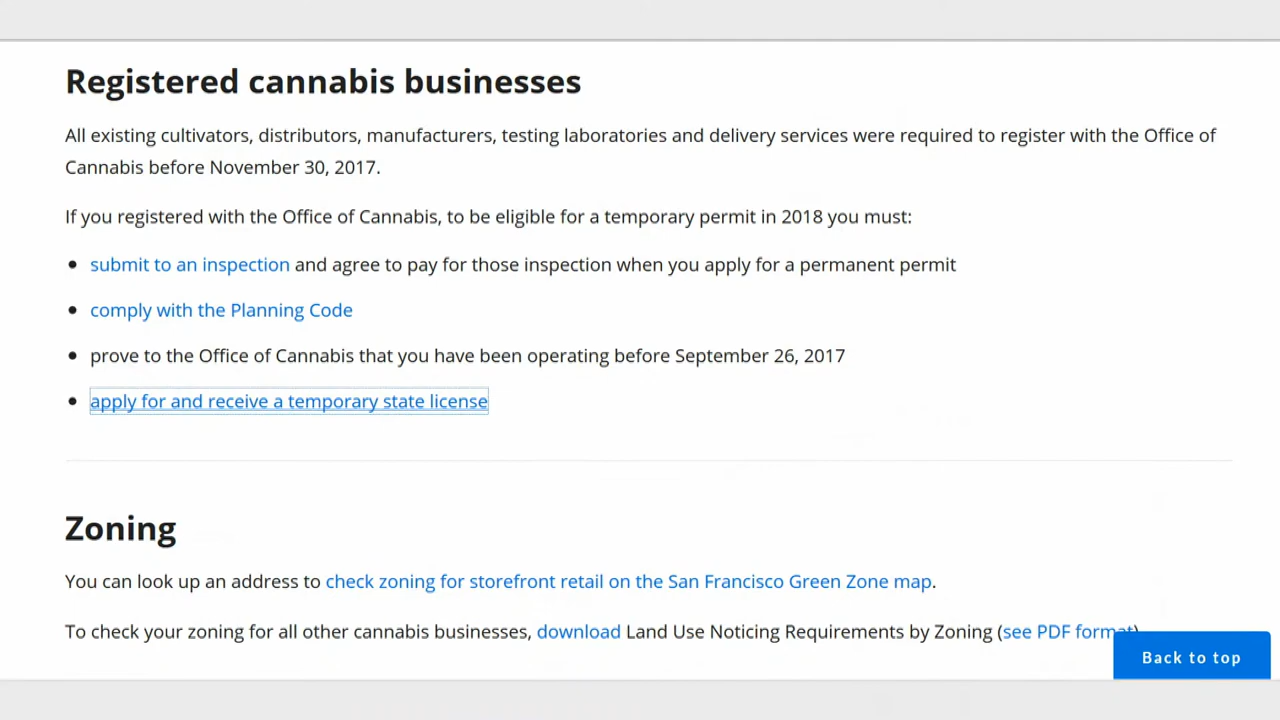 Registered cannabis businesses
All existing cultivators, distributors, manufacturers, testing laboratories and delivery services were required to register with the Office of
Cannabis before November 30, 2017.
If you registered with the Office of Cannabis, to be eligible for a temporary permit in 2018 you must:
submit to an inspection and agree to pay for those inspection when you apply for a permanent permit
comply with the Planning Code
prove to the Office of Cannabis that you have been operating before September 26, 2017
apply for and receive a temporary state license
Zoning
You can look up an address to check zoning for storefront retail on the San Francisco Green Zone map.
To check your zoning for all other cannabis businesses, download Land Use Noticing Requirements by Zoning (see PDF format)
Back to top